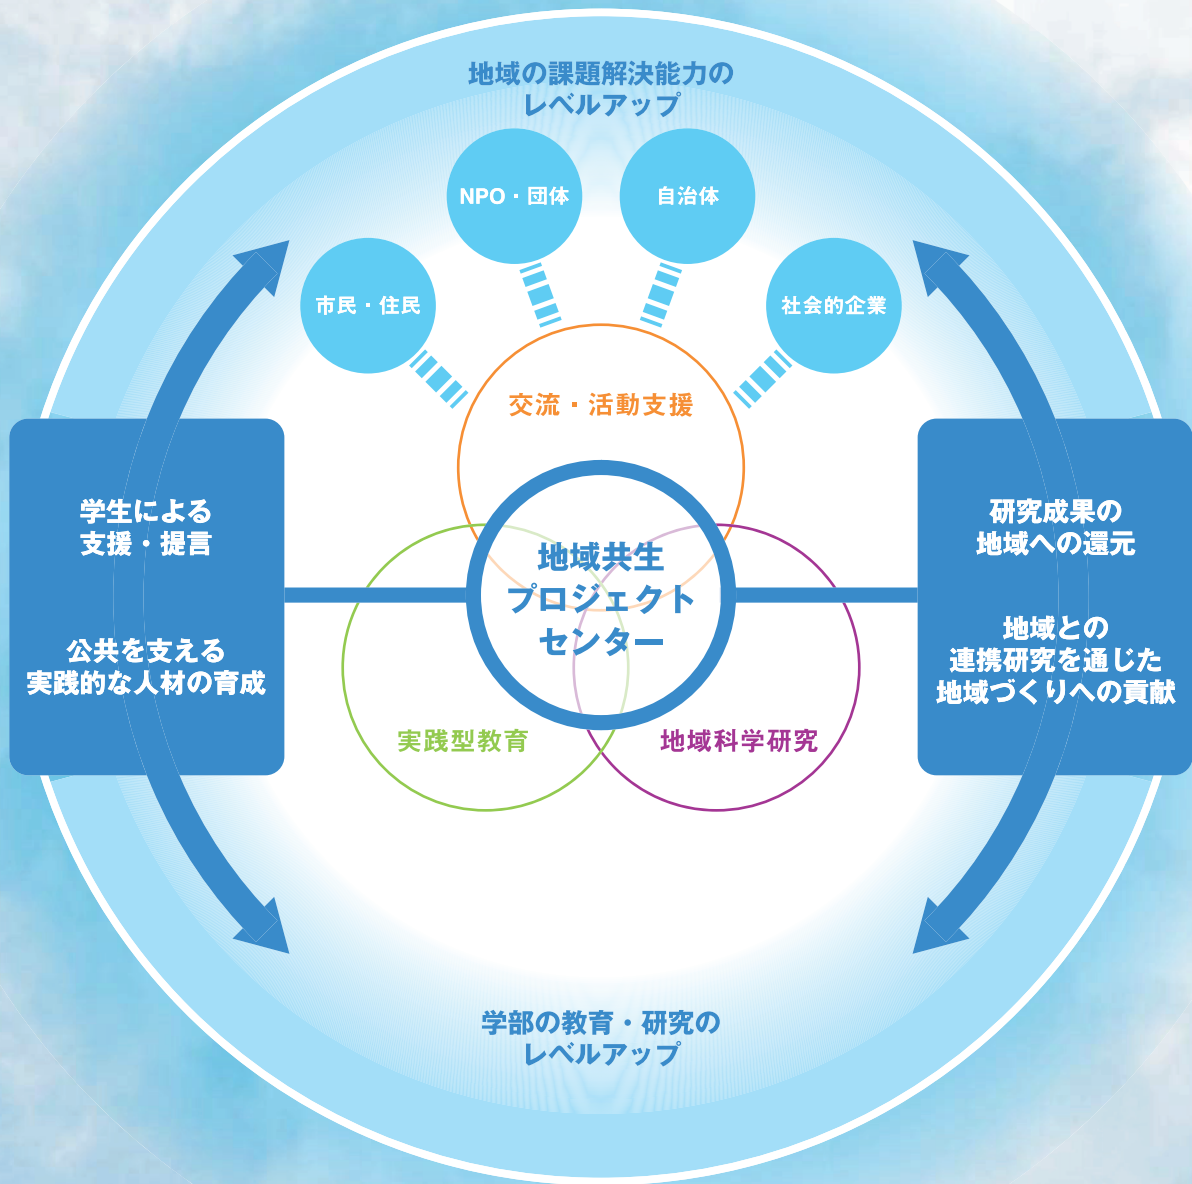 地域の課題解決能力の
レベルアップ
NPO・団体
自治体
市民・住民
社会的企業
交流・活動支援
学生による
支援・提言
公共を支える
実践的な人材の育成
地域共生
プロジェクト
センター
研究成果の
地域への還元
地域との
連携研究を通じた
地域づくりへの貢献
実践型教育
地域科学研究
学部の教育・研究の
レベルアップ